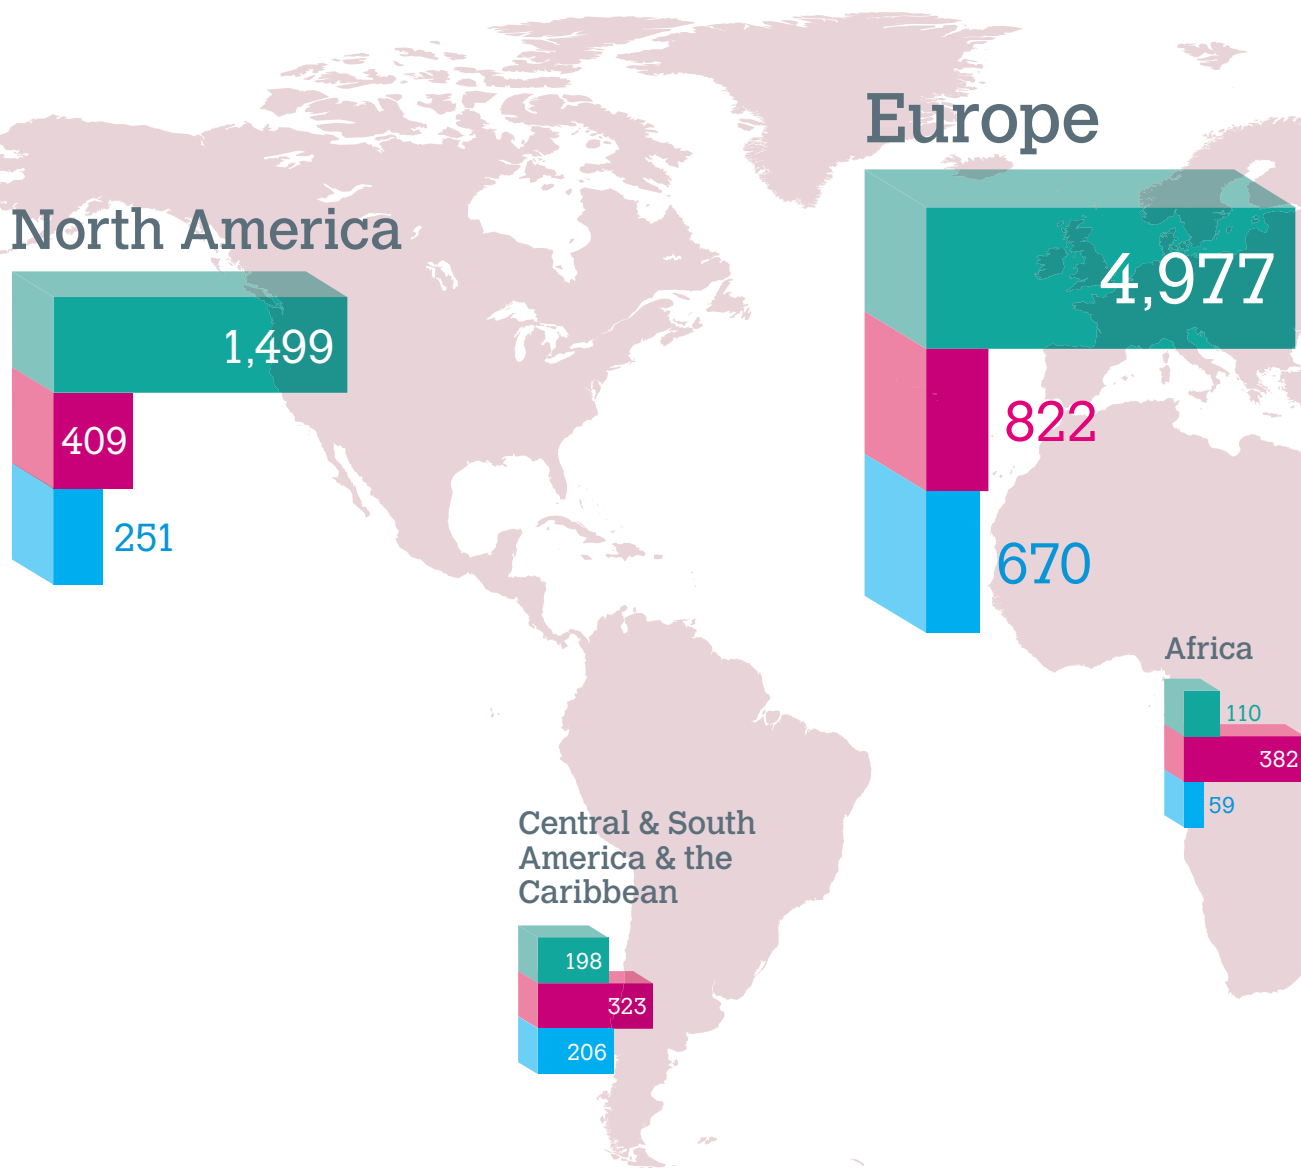 Europe
4,977
822
670
North America
1,499
409
251
Africa
110
382
59
Central & South
America & the
Caribbean
198
323
206